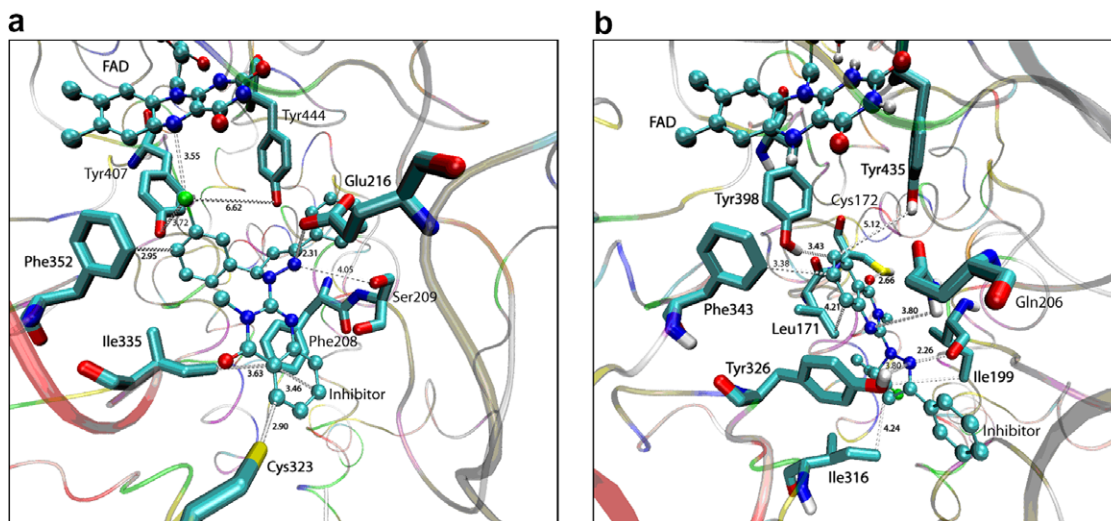 a
b
FAD
Tyr444
3.55
Tyr407
Glu216
6.62
3.72
2.31
Phe352
2.95
4.05
Ser209
Phe208
Ile335
3.63
3.46
Inhibitor
2.90
Cys323
FAD
Tyr435
Tyr398
Cys172
5.12
3.43
3.38
2.66
Phe343
4.21
Gln206
Leu171
3.80
Tyr326
2.26
3.80
Ile199
Inhibitor
4.24
Ile316